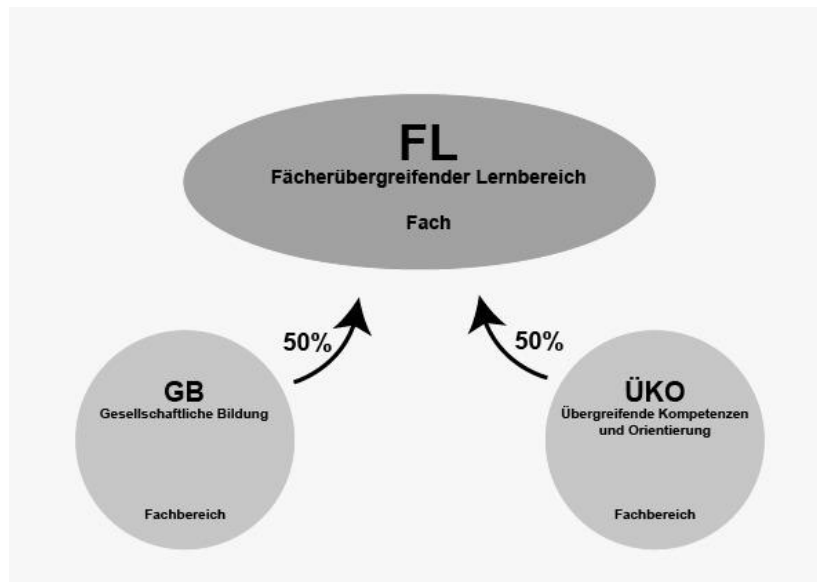 FL
Fächerübergreifender Lernbereich
Fach
50%
50%
GB
Gesellschaftliche Bildung
Fachbereich
ÜKO
Übergreifende Kompetenzen
und Orientierung
Fachbereich